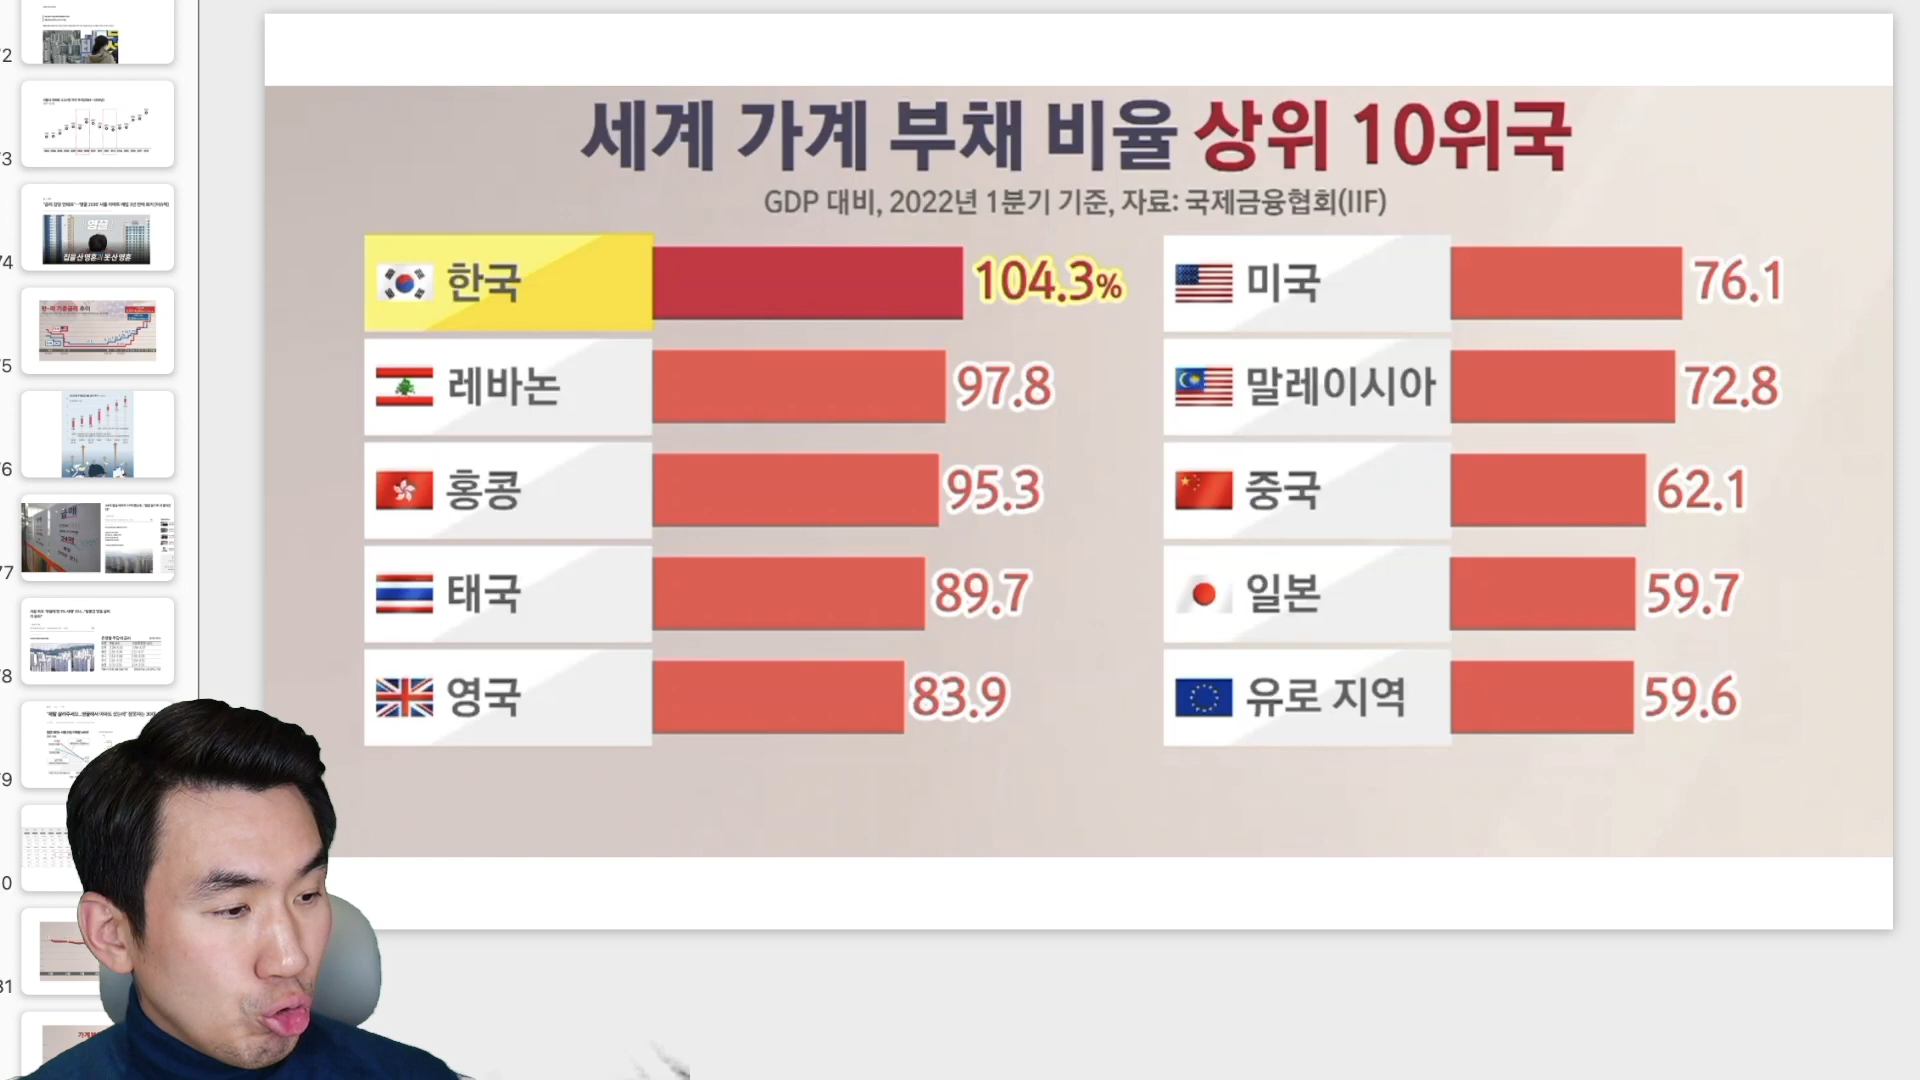 세계 가계 부채 비율 상위 10위국
GDP 대비, 2022년 1분기 기준, 자료: 국제금융협회(IIF)
한국 104.3%
레바논 97.8
홍콩 95.3
태국 89.7
영국 83.9
미국 76.1
말레이시아 72.8
중국 62.1
일본 59.7
유로 지역 59.6